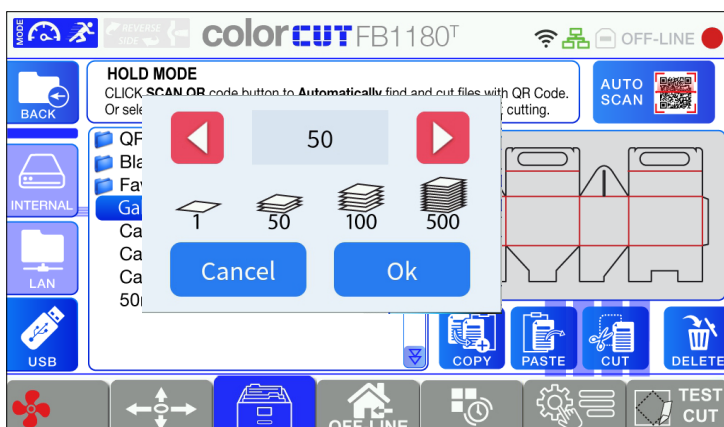 MODE
REVERSE
SIDE
colorCUT FB1180T
OFF-LINE
HOLD MODE
CLICK SCAN QR code button to Automatically find and cut files with QR Code.
Or sele
cutting.
BACK
AUTO
SCAN
50
QR
Bla
Fav
Ga
Ca
Ca
Ca
50
1
50
100
500
Cancel
Ok
INTERNAL
LAN
USB
COPY
PASTE
CUT
DELETE
OFF-LINE
TEST
CUT